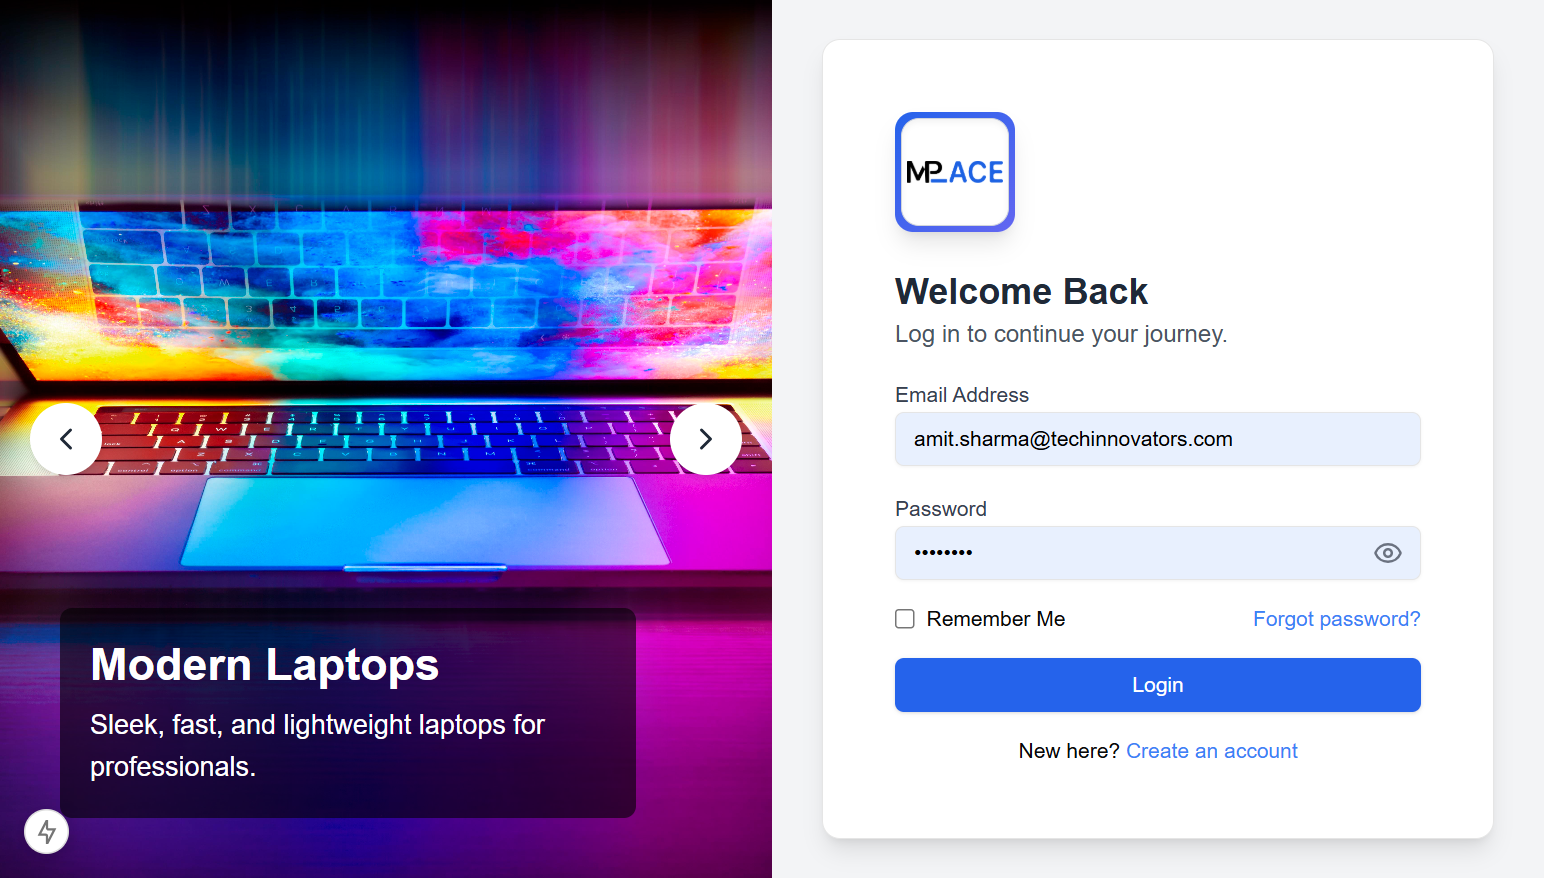 Modern Laptops
Sleek, fast, and lightweight laptops for
professionals.
MPLACE
Welcome Back
Log in to continue your journey.
Email Address
amit.sharma@techinnovators.com
Password
••••••••
Remember Me
Forgot password?
Login
New here? Create an account